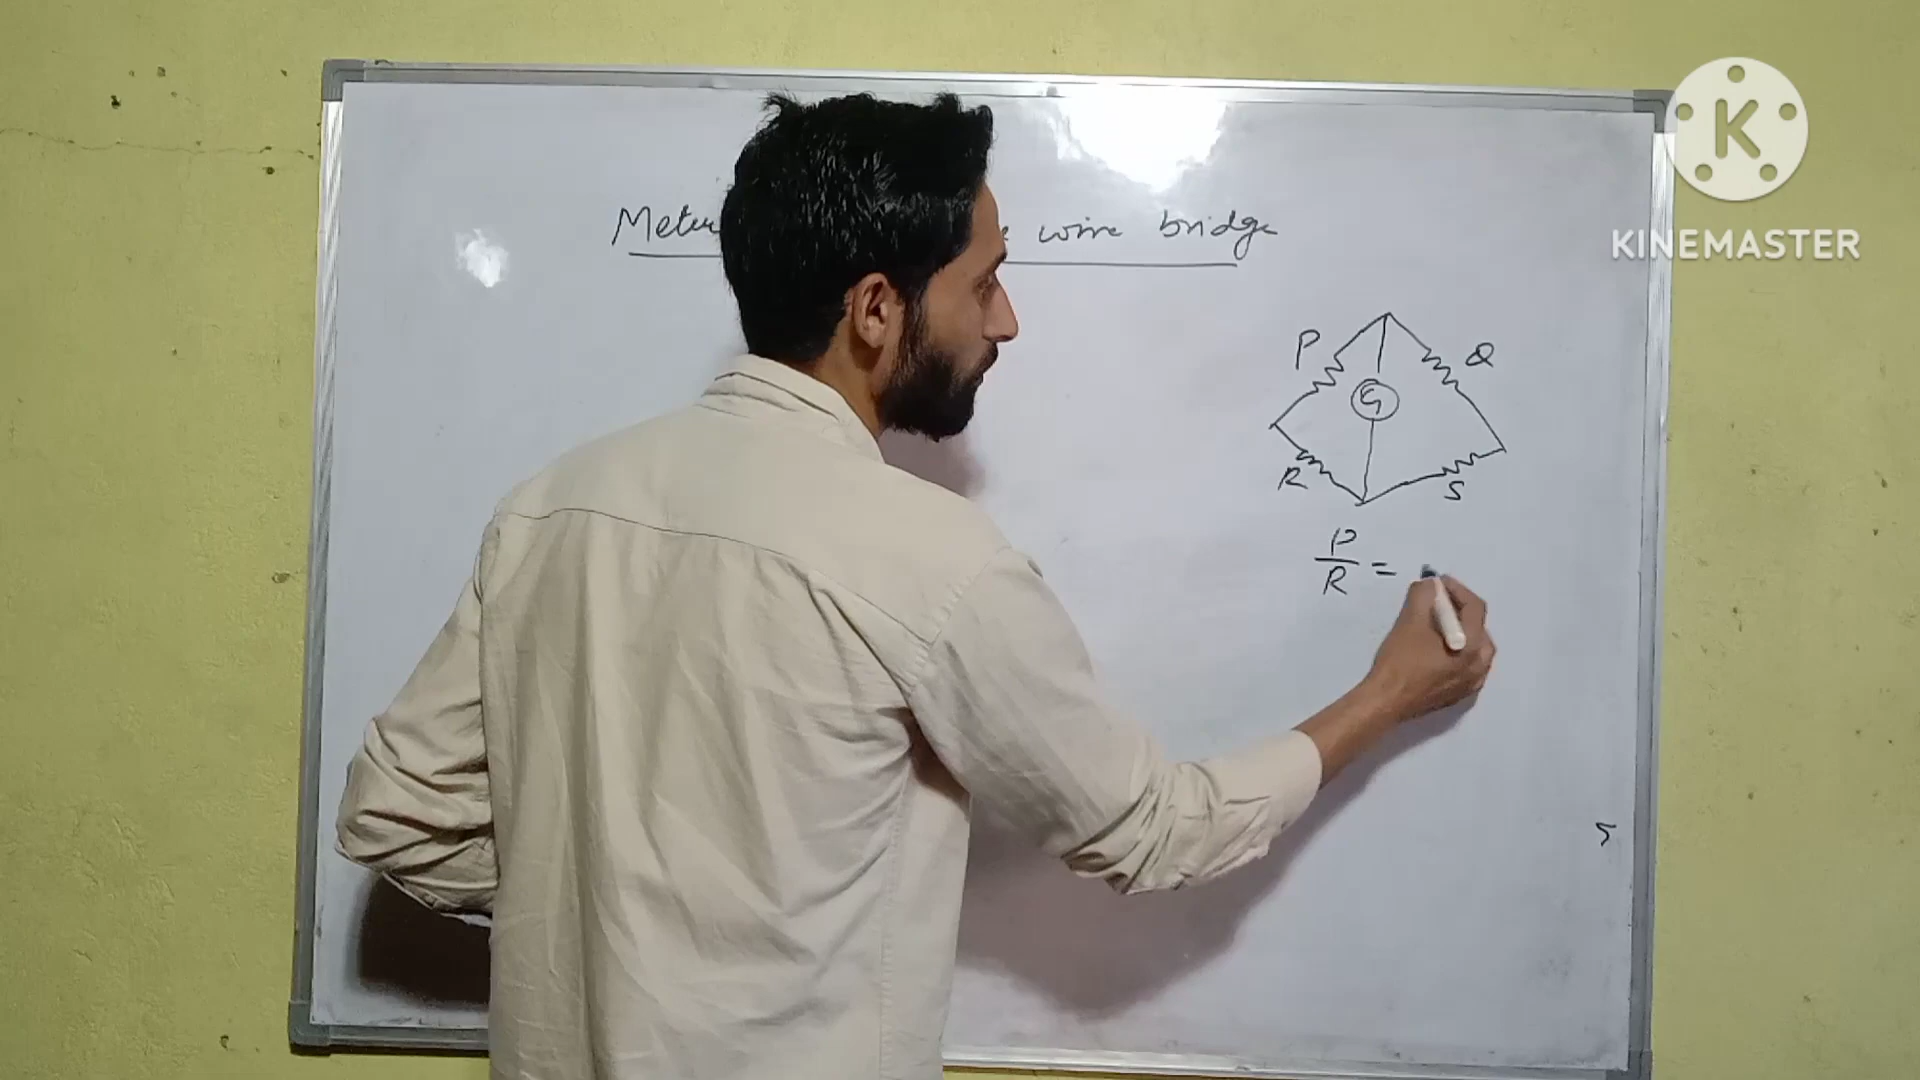 Meter wire bridge
K
KINEMASTER
P Q
G
R S
P
R =
S